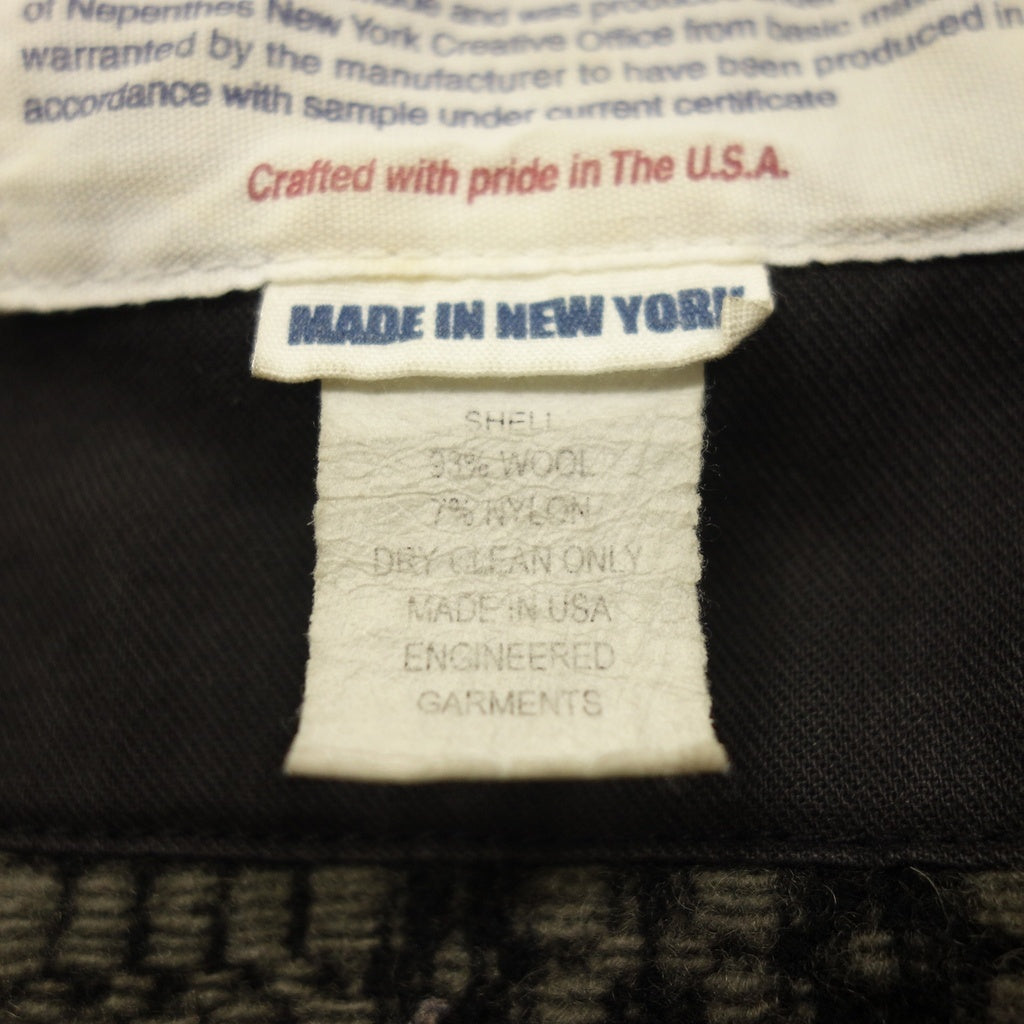 of Nepenthes New York Creative Office from basic
warranted by the manufacturer to have been produced in
accordance with sample under current certificate
Crafted with pride in The U.S.A.
MADE IN NEW YORK
SHELL
93% WOOL
7% NYLON
DRY CLEAN ONLY
MADE IN USA
ENGINEERED
GARMENTS